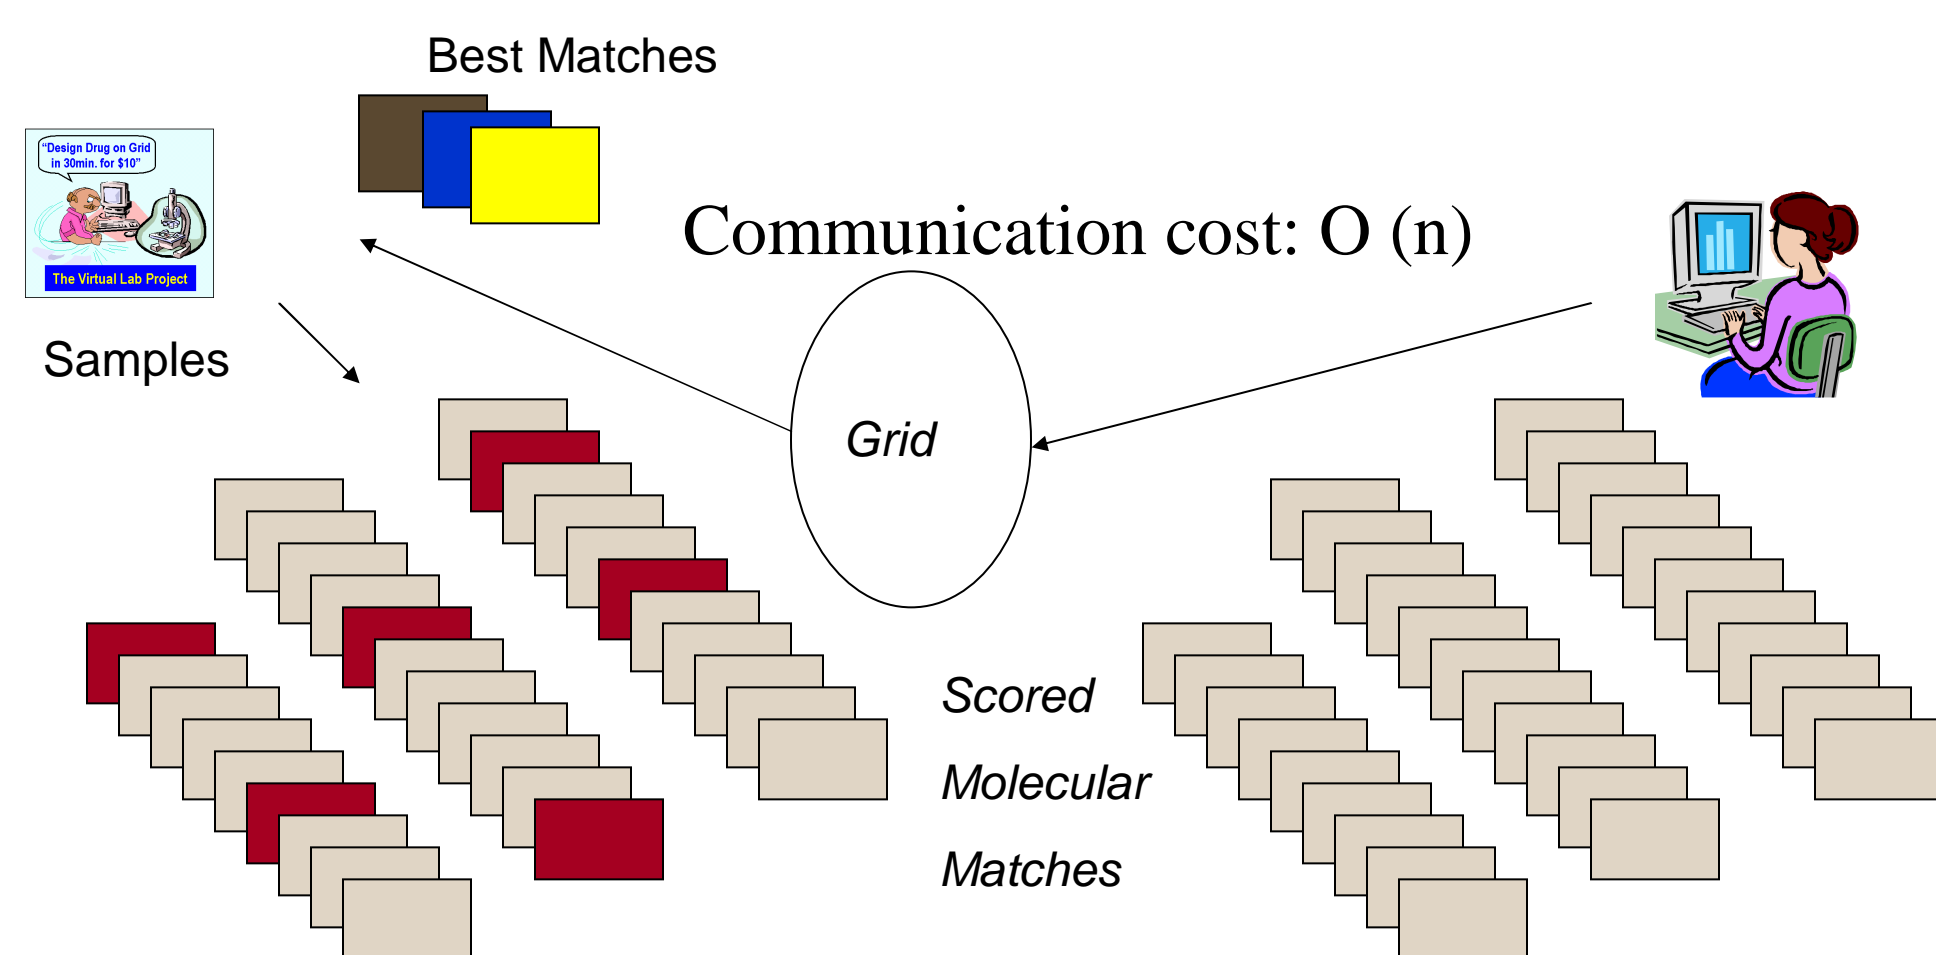 Best Matches
“Design Drug on Grid
in 30min. for $10”
The Virtual Lab Project
Communication cost: O (n)
Samples
Grid
Scored
Molecular
Matches